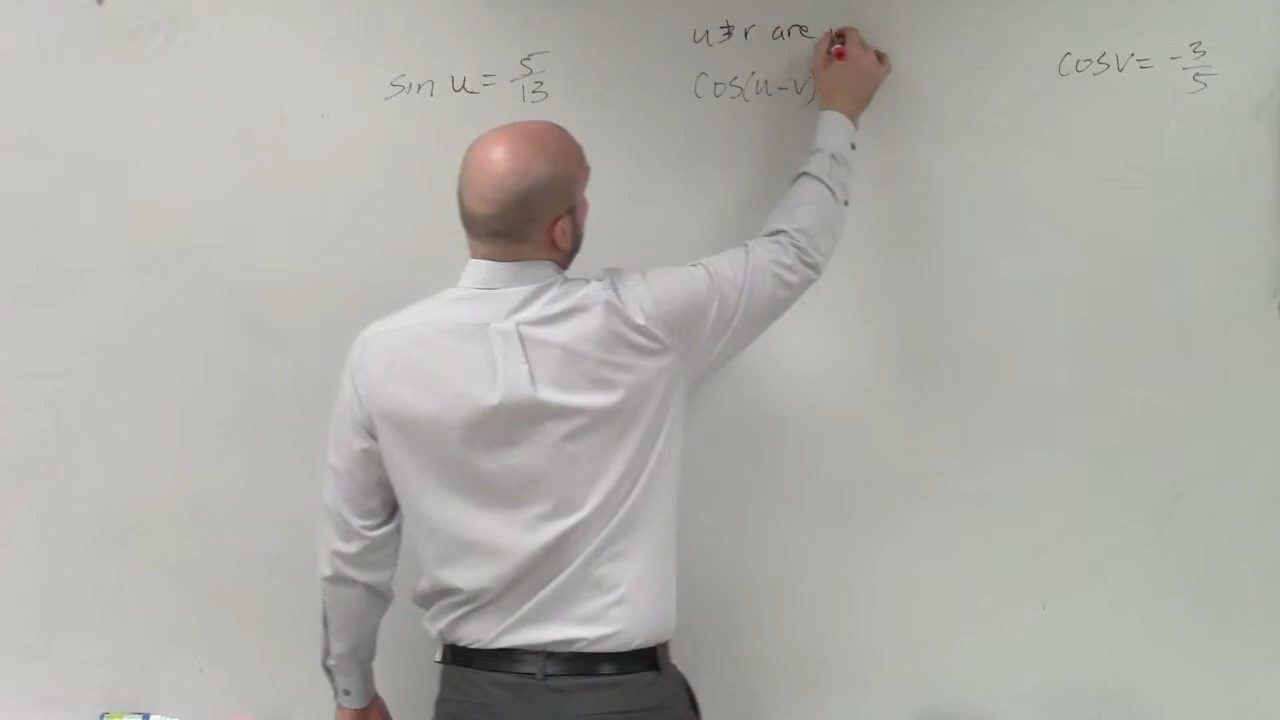 u & v are
sin u = 5/13
cos(u-v)
cos v = -3/5